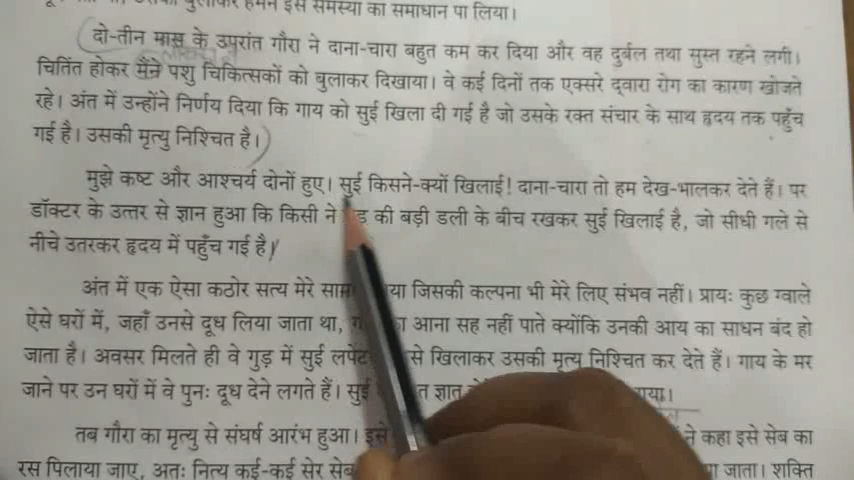 बुलाकर हमने इस समस्या का समाधान पा लिया।
दो-तीन मास के उपरांत गौरा ने दाना-चारा बहुत कम कर दिया और वह दुर्बल तथा सुस्त रहने लगी।
चिंतित होकर मैंने पशु चिकित्सकों को बुलाकर दिखाया। वे कई दिनों तक एक्सरे द्वारा रोग का कारण खोजते
रहे। अंत में उन्होंने निर्णय दिया कि गाय को सुई खिला दी गई है जो उसके रक्त संचार के साथ हृदय तक पहुँच
गई है। उसकी मृत्यु निश्चित है।
मुझे कष्ट और आश्चर्य दोनों हुए। सुई किसने-क्यों खिलाई! दाना-चारा तो हम देख-भालकर देते हैं। पर
डॉक्टर के उत्तर से ज्ञान हुआ कि किसी ने की बड़ी डली के बीच रखकर सुई खिलाई है, जो सीधी गले से
नीचे उतरकर हृदय में पहुँच गई है।
अंत में एक ऐसा कठोर सत्य मेरे जिसकी कल्पना भी मेरे लिए संभव नहीं। प्रायः कुछ ग्वाले
ऐसे घरों में, जहाँ उनसे दूध लिया जाता था, आना सह नहीं पाते क्योंकि उनकी आय का साधन बंद हो
जाता है। अवसर मिलते ही वे गुड़ में सुई खिलाकर उसकी मृत्यु निश्चित कर देते हैं। गाय के मर
जाने पर उन घरों में वे पुनः दूध देने लगते हैं। सुई
तब गौरा का मृत्यु से संघर्ष आरंभ हुआ। ने कहा इसे सेब का
रस पिलाया जाए, अतः नित्य कई-कई सेर सेब जाता। शक्ति